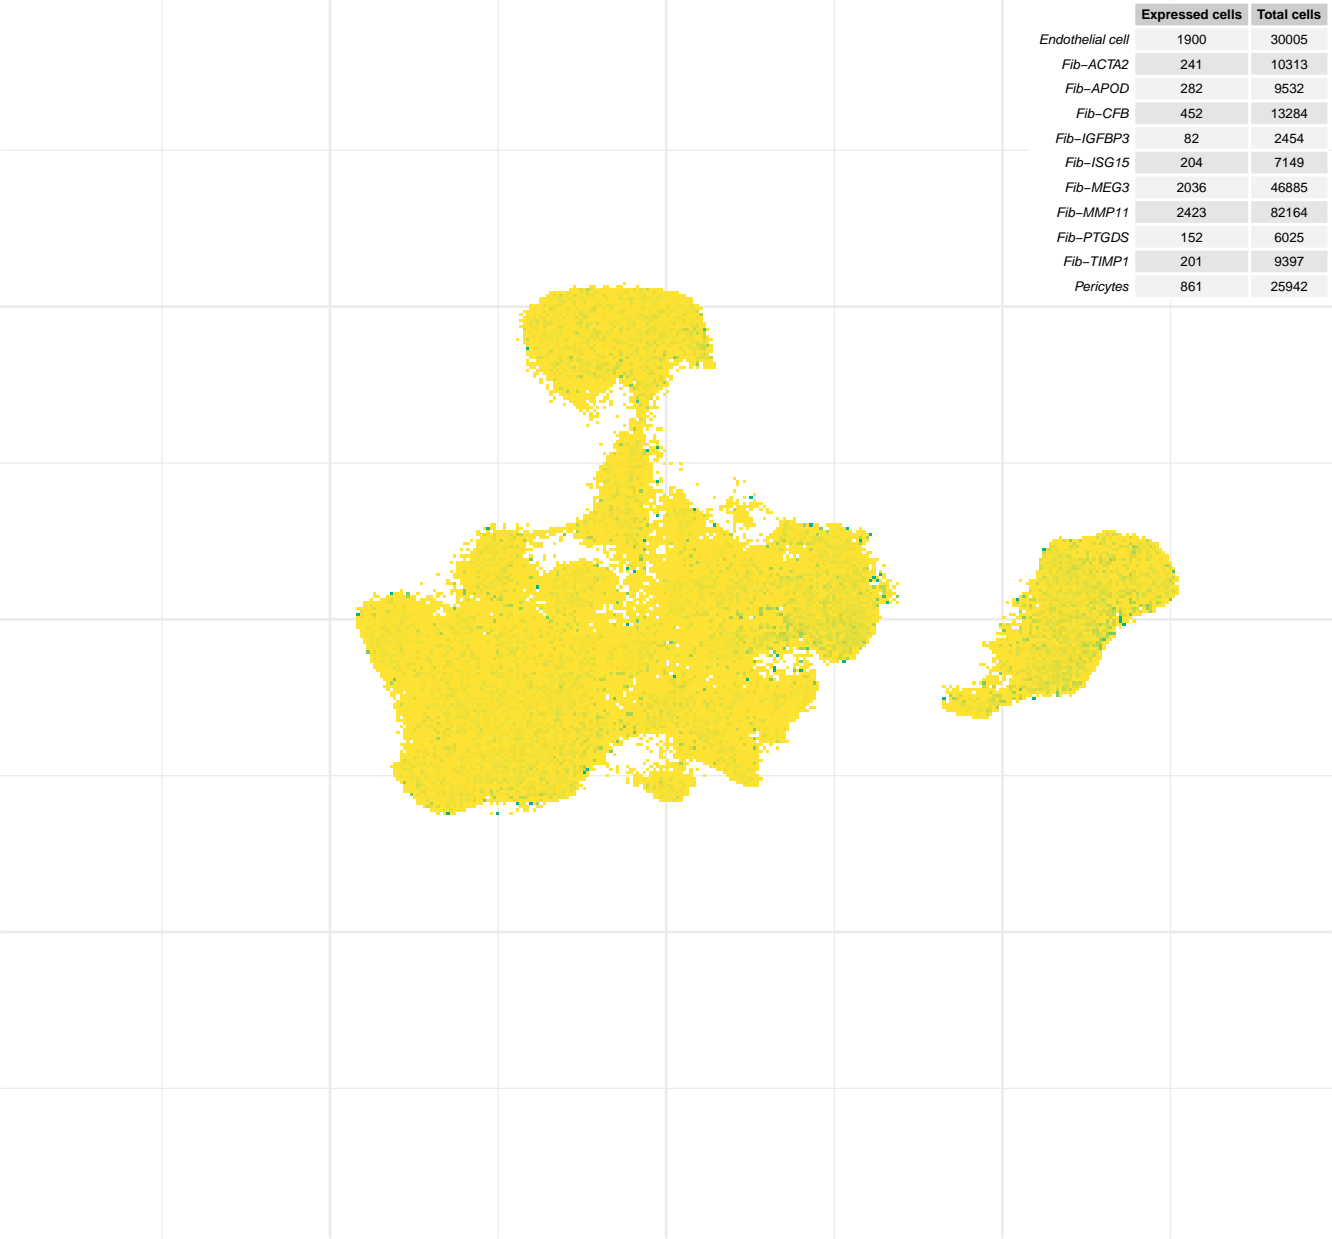 Expressed cells Total cells
Endothelial cell 1900 30005
Fib−ACTA2 241 10313
Fib−APOD 282 9532
Fib−CFB 452 13284
Fib−IGFBP3 82 2454
Fib−ISG15 204 7149
Fib−MEG3 2036 46885
Fib−MMP11 2423 82164
Fib−PTGDS 152 6025
Fib−TIMP1 201 9397
Pericytes 861 25942